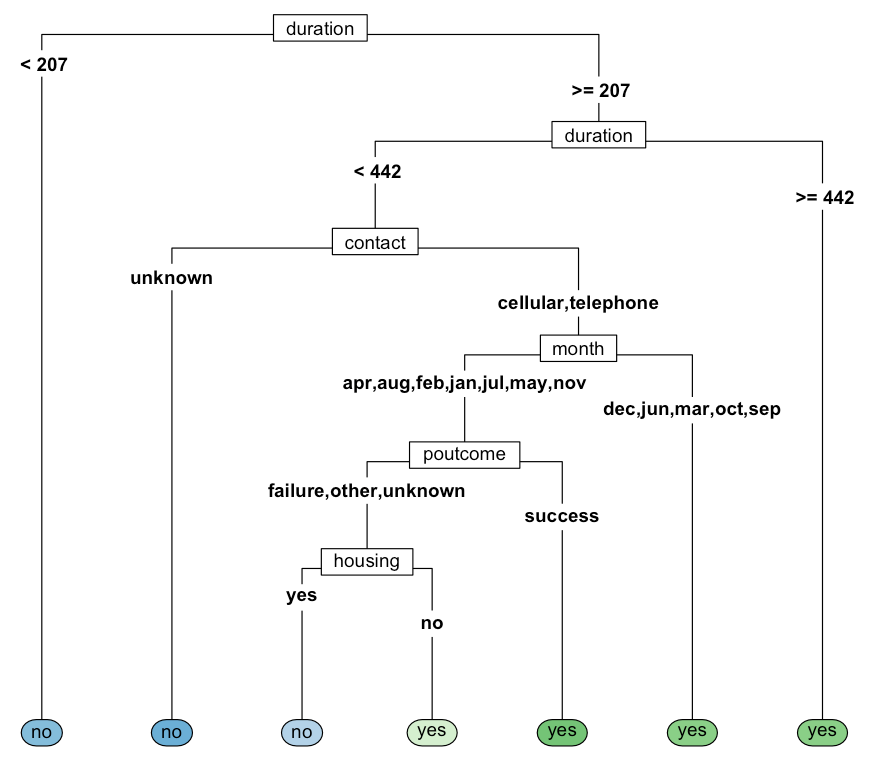 duration
< 207
>= 207
duration
< 442
>= 442
contact
unknown
cellular,telephone
month
apr,aug,feb,jan,jul,may,nov
dec,jun,mar,oct,sep
poutcome
failure,other,unknown
success
housing
yes
no
no
no
no
yes
yes
yes
yes